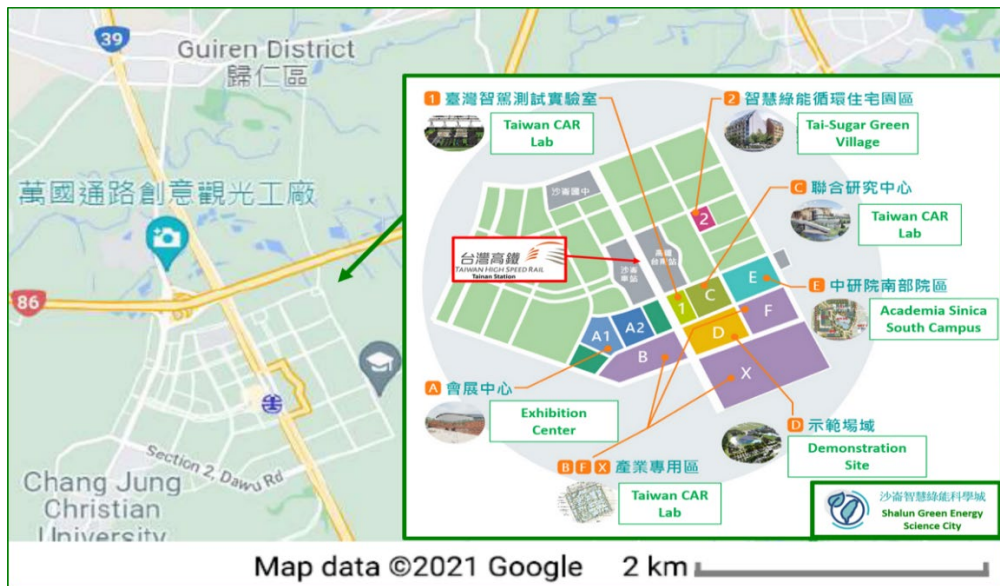 39
Guiren District
歸仁區
萬國通路創意觀光工廠
86
Section 2, Dawu Rd
Chang Jung
Christian
University
1 臺灣智駕測試實驗室
Taiwan CAR
Lab
2 智慧綠能循環住宅園區
Tai-Sugar Green
Village
沙崙國中
C 聯合研究中心
Taiwan CAR
Lab
2
台灣高鐵
TAIWAN HIGH SPEED RAIL
Tainan Station
沙崙
車站
高鐵
台南站
E
E 中研院南部院區
Academia Sinica
South Campus
1
C
F
A1
A2
D
B
X
A 會展中心
Exhibition
Center
D 示範場域
Demonstration
Site
B F X 產業專用區
Taiwan CAR
Lab
沙崙智慧綠能科學城
Shalun Green Energy
Science City
Map data ©2021 Google
2 km